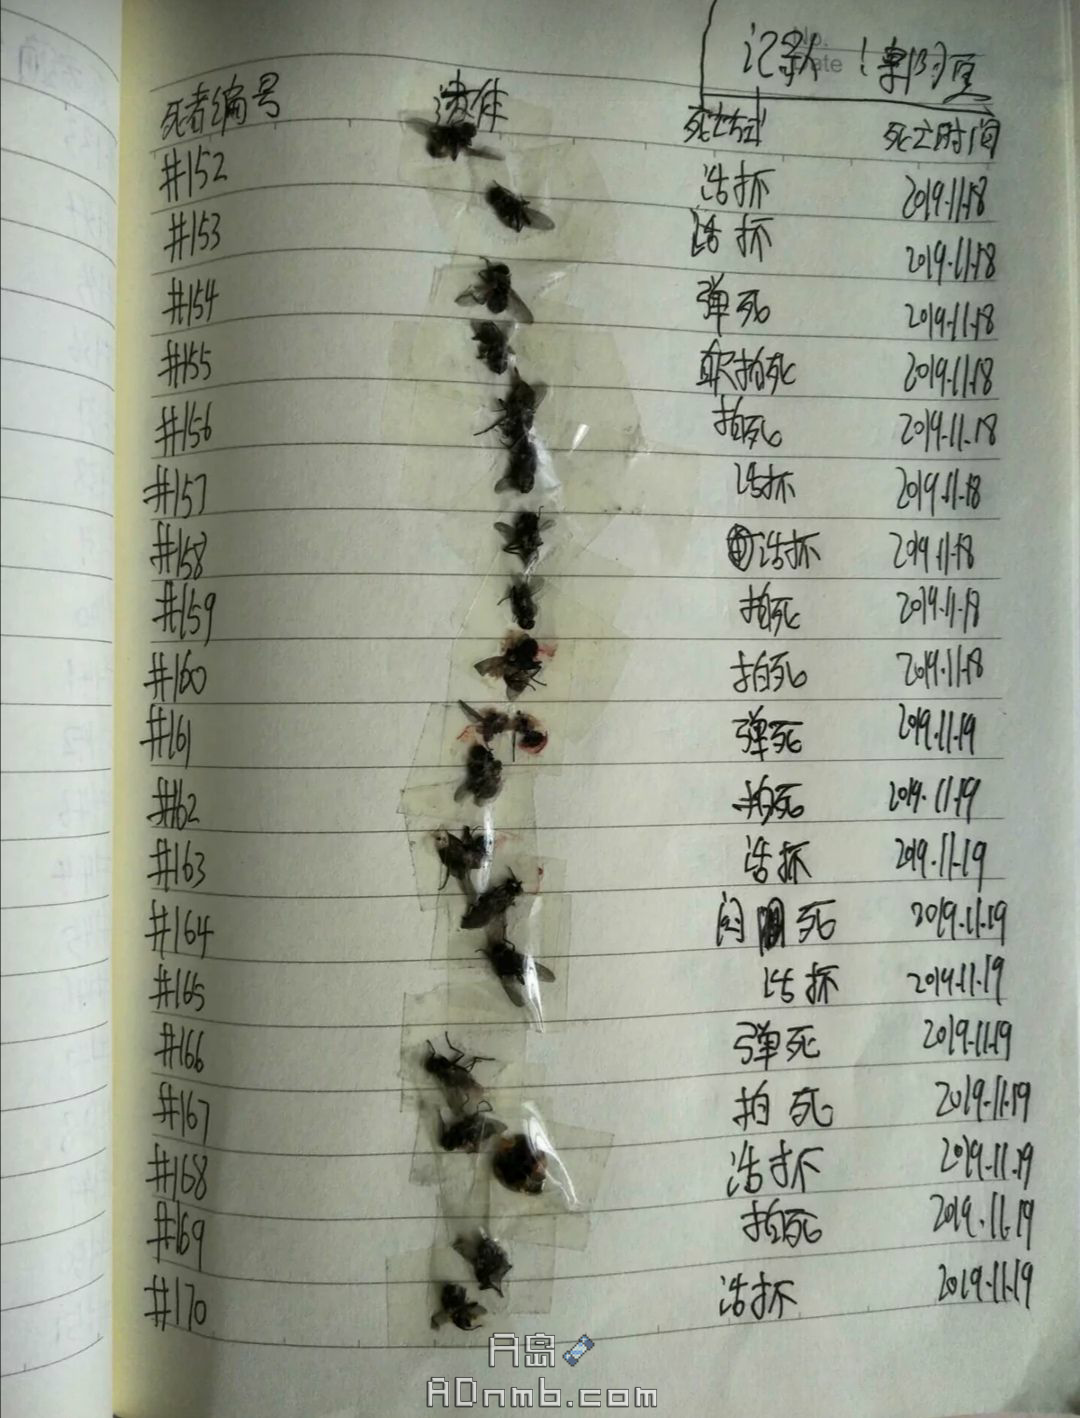 记录人：
死者编号 遗体 死亡方式 死亡时间
#152 活抓 2019.11.18
#153 活抓 2019.11.18
#154 弹死 2019.11.18
#155 拍死 2019.11.18
#156 拍死 2019.11.18
#157 活抓 2019.11.18
#158 活抓 2019.11.18
#159 拍死 2019.11.18
#160 拍死 2019.11.18
#161 弹死 2019.11.19
#162 拍死 2019.11.19
#163 活抓 2019.11.19
#164 闷死 2019.11.19
#165 活抓 2019.11.19
#166 弹死 2019.11.19
#167 拍死 2019.11.19
#168 活抓 2019.11.19
#169 拍死 2019.11.19
#170 活抓 2019.11.19
A岛
ADnmb.com